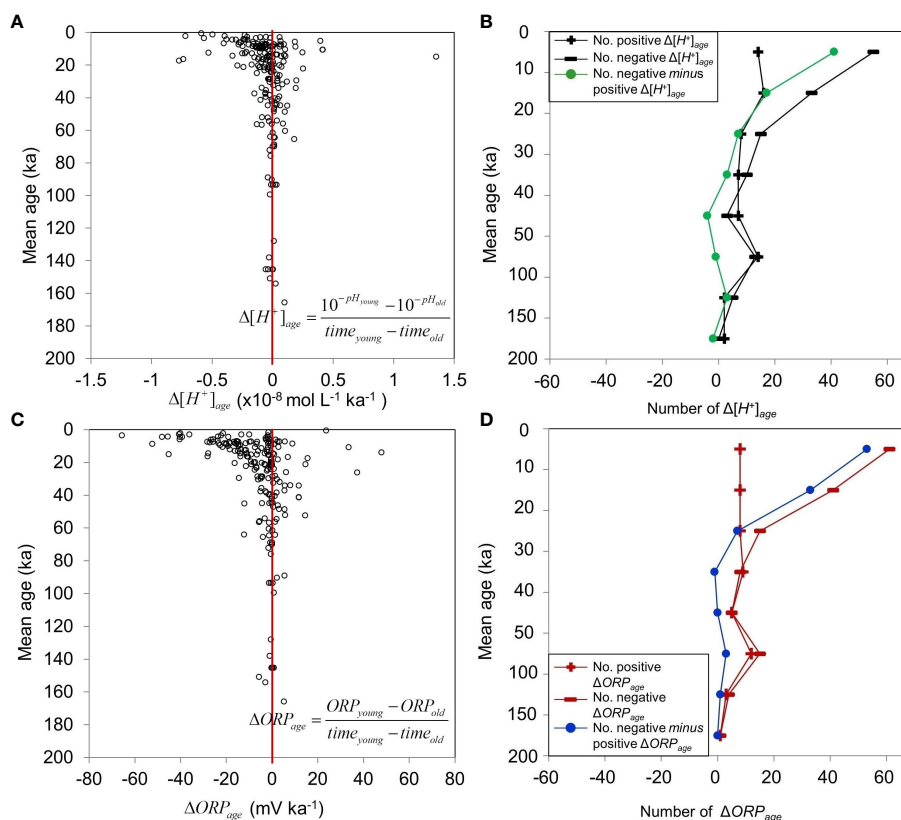 A
0
20
40
60
80
100
120
140
160
180
200
Mean age (ka)
-1.5 -1 -0.5 0 0.5 1 1.5
Δ[H⁺]age (x10⁻⁸ mol L⁻¹ ka⁻¹)
Δ[H⁺]age = (10^−pHyoung − 10^−pHold) / (timeyoung − timeold)
B
0
10
30
50
100
200
Mean age (ka)
No. positive Δ[H⁺]age
No. negative Δ[H⁺]age
No. negative minus
positive Δ[H⁺]age
-60 -40 -20 0 20 40 60
Number of Δ[H⁺]age
C
0
20
40
60
80
100
120
140
160
180
200
Mean age (ka)
ΔORPage = (ORPyoung − ORPold) / (timeyoung − timeold)
-80 -60 -40 -20 0 20 40 60 80
ΔORPage (mV ka⁻¹)
D
0
10
30
50
100
200
Mean age (ka)
No. positive
ΔORPage
No. negative
ΔORPage
No. negative minus
positive ΔORPage
-60 -40 -20 0 20 40 60
Number of ΔORPage